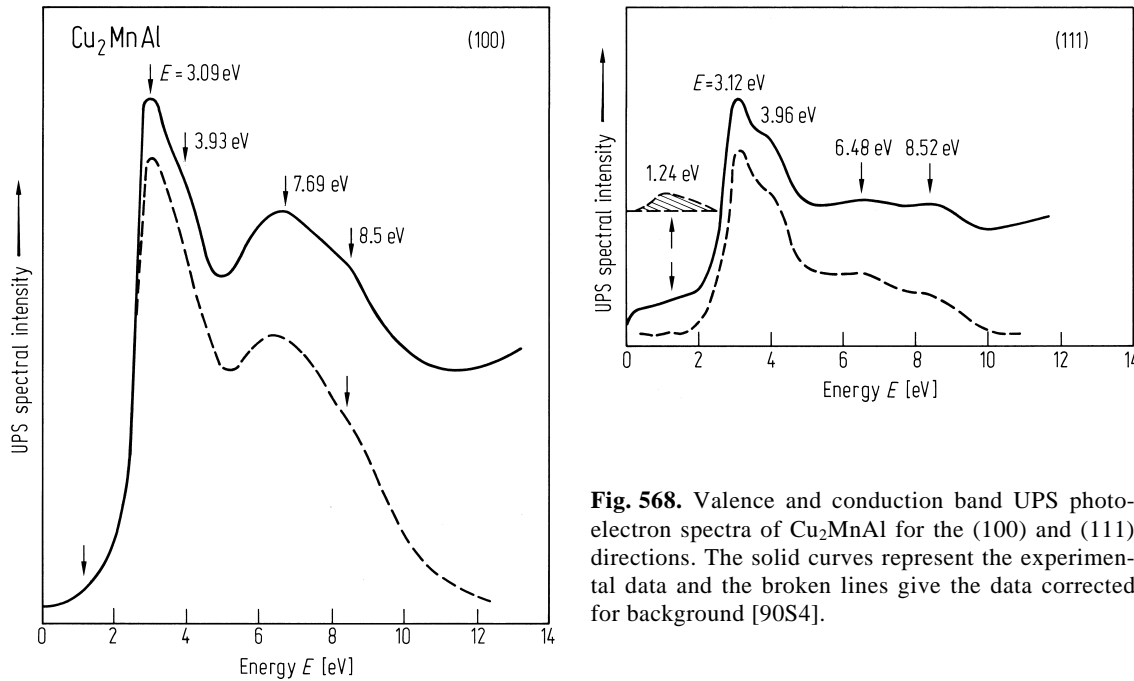 Cu₂MnAl
(100)
E = 3.09 eV
3.93 eV
7.69 eV
8.5 eV
UPS spectral intensity
0 2 4 6 8 10 12 14
Energy E [eV]
(111)
E=3.12 eV
3.96 eV
1.24 eV
6.48 eV
8.52 eV
UPS spectral intensity
0 2 4 6 8 10 12 14
Energy E [eV]
Fig. 568. Valence and conduction band UPS photo-
electron spectra of Cu₂MnAl for the (100) and (111)
directions. The solid curves represent the experimen-
tal data and the broken lines give the data corrected
for background [90S4].